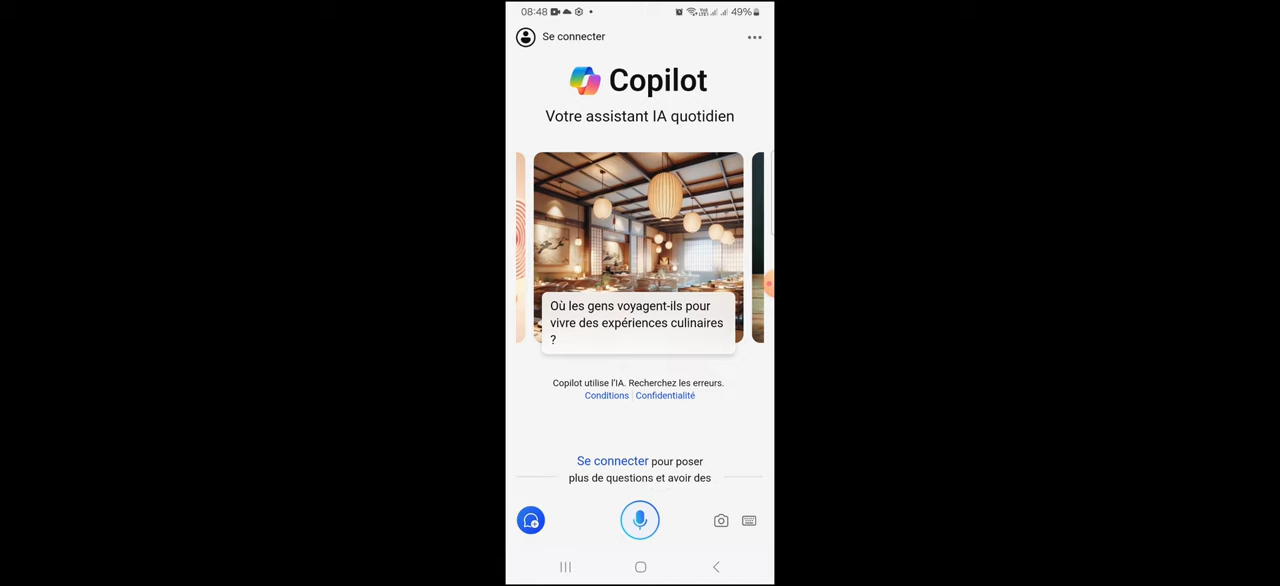 08:48 49%
Se connecter
Copilot
Votre assistant IA quotidien
Où les gens voyagent-ils pour
vivre des expériences culinaires
?
Copilot utilise l'IA. Recherchez les erreurs.
Conditions | Confidentialité
Se connecter pour poser
plus de questions et avoir des